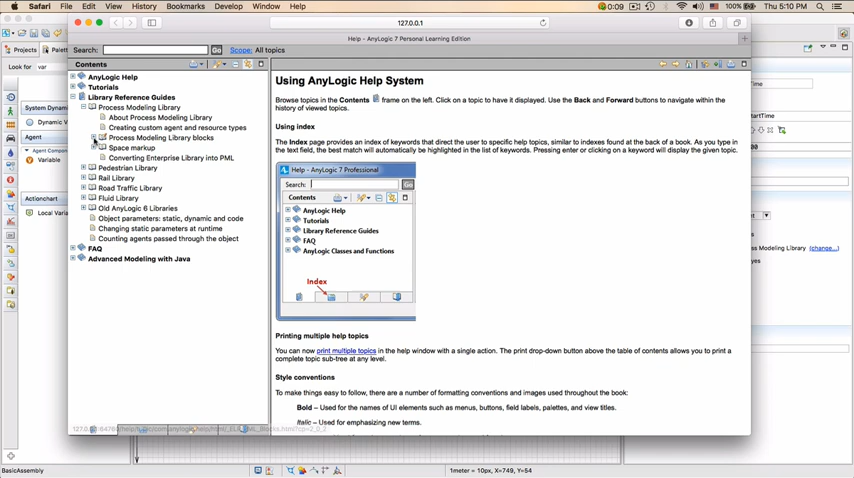 Safari File Edit View History Bookmarks Develop Window Help
0:09 Thu 5:10 PM
127.0.0.1
Help - AnyLogic 7 Personal Learning Edition
Projects
Look for var
System Dynamics
Dynamic Var
Agent
Agent Compone
Variable
Actionchart
Local Varia
BasicAssembly
Search: Go Scope: All topics
Contents
AnyLogic Help
Tutorials
Library Reference Guides
Process Modeling Library
About Process Modeling Library
Creating custom agent and resource types
Process Modeling Library blocks
Space markup
Converting Enterprise Library into PML
Pedestrian Library
Rail Library
Road Traffic Library
Fluid Library
Old AnyLogic 6 Libraries
Object parameters: static, dynamic and code
Changing static parameters at runtime
Counting agents passed through the object
FAQ
Advanced Modeling with Java
Using AnyLogic Help System
Browse topics in the Contents frame on the left. Click on a topic to have it displayed. Use the Back and Forward buttons to navigate within the
history of viewed topics.
Using index
The Index page provides an index of keywords that direct the user to specific help topics, similar to indexes found at the back of a book. As you type in
the text field, the best match will automatically be highlighted in the list of keywords. Pressing enter or clicking on a keyword will display the given topic.
Help - AnyLogic 7 Professional
Search: Go
Contents
AnyLogic Help
Tutorials
Library Reference Guides
FAQ
AnyLogic Classes and Functions
Index
Printing multiple help topics
You can now print multiple topics in the help window with a single action. The print drop-down button above the table of contents allows you to print a
complete topic sub-tree at any level.
Style conventions
To make things easy to follow, there are a number of formatting conventions and images used throughout the book:
Bold – Used for the names of UI elements such as menus, buttons, field labels, palettes, and view titles.
Italic – Used for emphasizing new terms.
Time
startTime
00
ocess Modeling Library (change...)
yes
1meter = 10px, X=749, Y=54